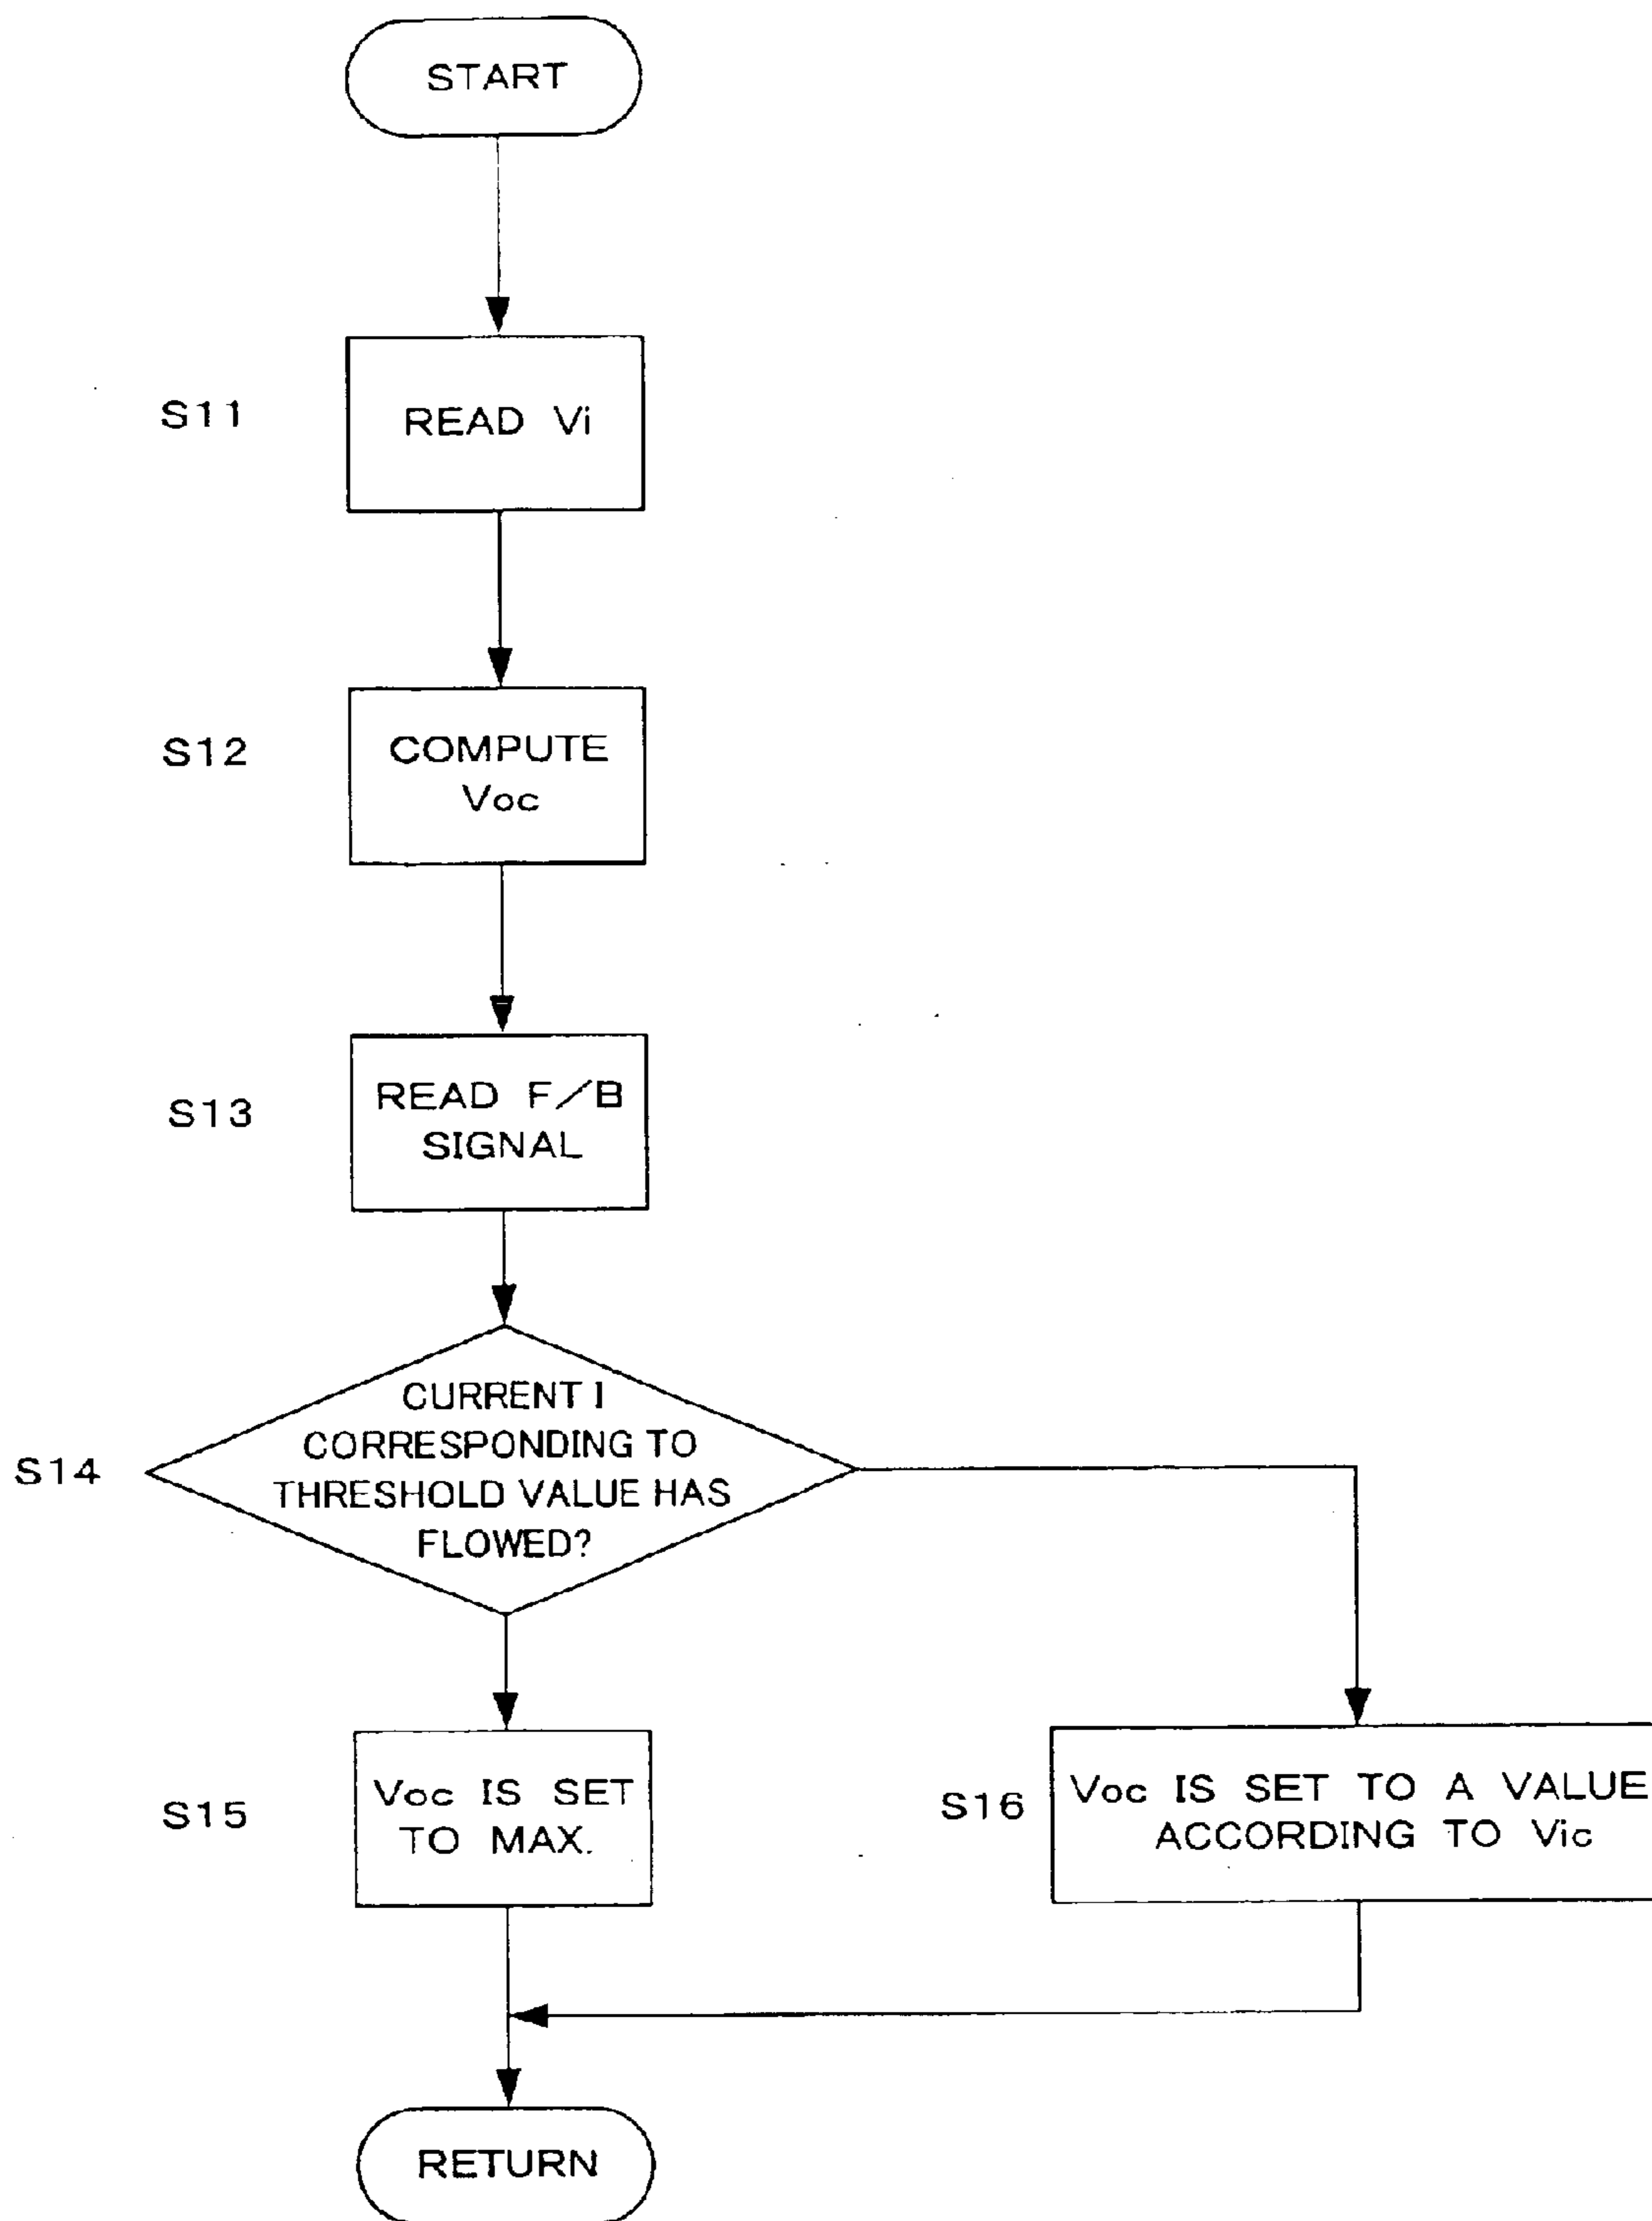 START
S11
READ Vi
S12
COMPUTE
Voc
S13
READ F/B
SIGNAL
S14
CURRENT I
CORRESPONDING TO
THRESHOLD VALUE HAS
FLOWED?
S15
Voc IS SET
TO MAX.
S16
Voc IS SET TO A VALUE
ACCORDING TO Vic
RETURN